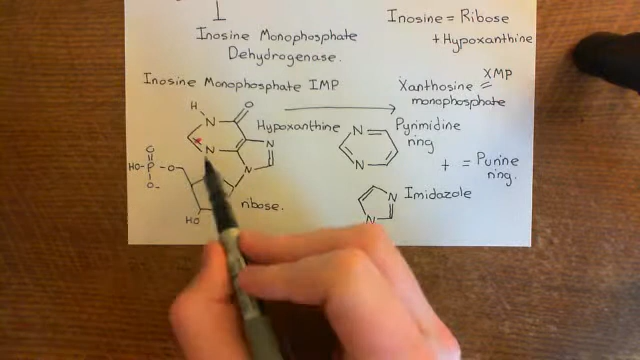 Inosine Monophosphate
Dehydrogenase.
Inosine = Ribose
+ Hypoxanthine
Inosine Monophosphate IMP
XMP
Xanthosine =
monophosphate
H
N
O
Hypoxanthine
N
N
N
O
HO-P-O
O-
HO
ribose.
N
N
Pyrimidine
ring
+ = Purine
ring.
Imidazole
N
N